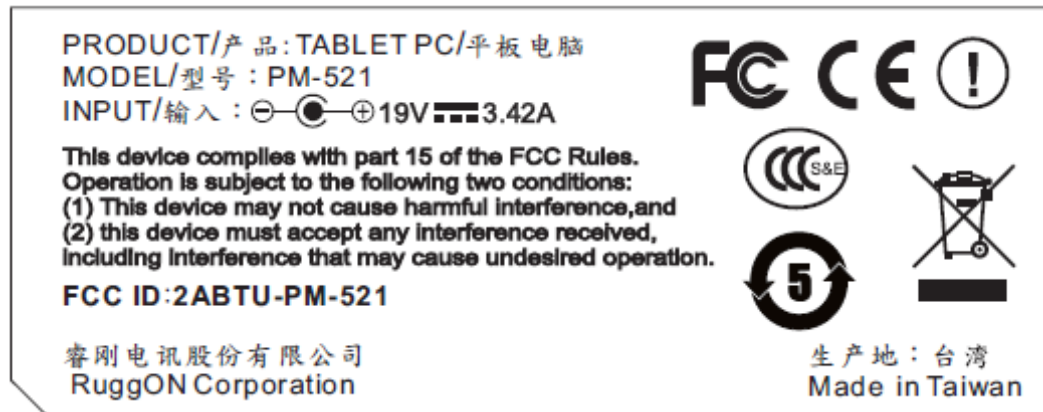 PRODUCT/产品: TABLET PC/平板电脑
MODEL/型号：PM-521
INPUT/输入：19V 3.42A
This device complies with part 15 of the FCC Rules.
Operation is subject to the following two conditions:
(1) This device may not cause harmful interference,and
(2) this device must accept any interference received,
including interference that may cause undesired operation.
FCC ID:2ABTU-PM-521
睿刚电讯股份有限公司
RuggON Corporation
FC CE !
CCC S&E
5
生产地：台湾
Made in Taiwan